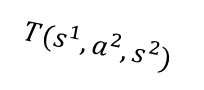 T(s¹, a², s²)